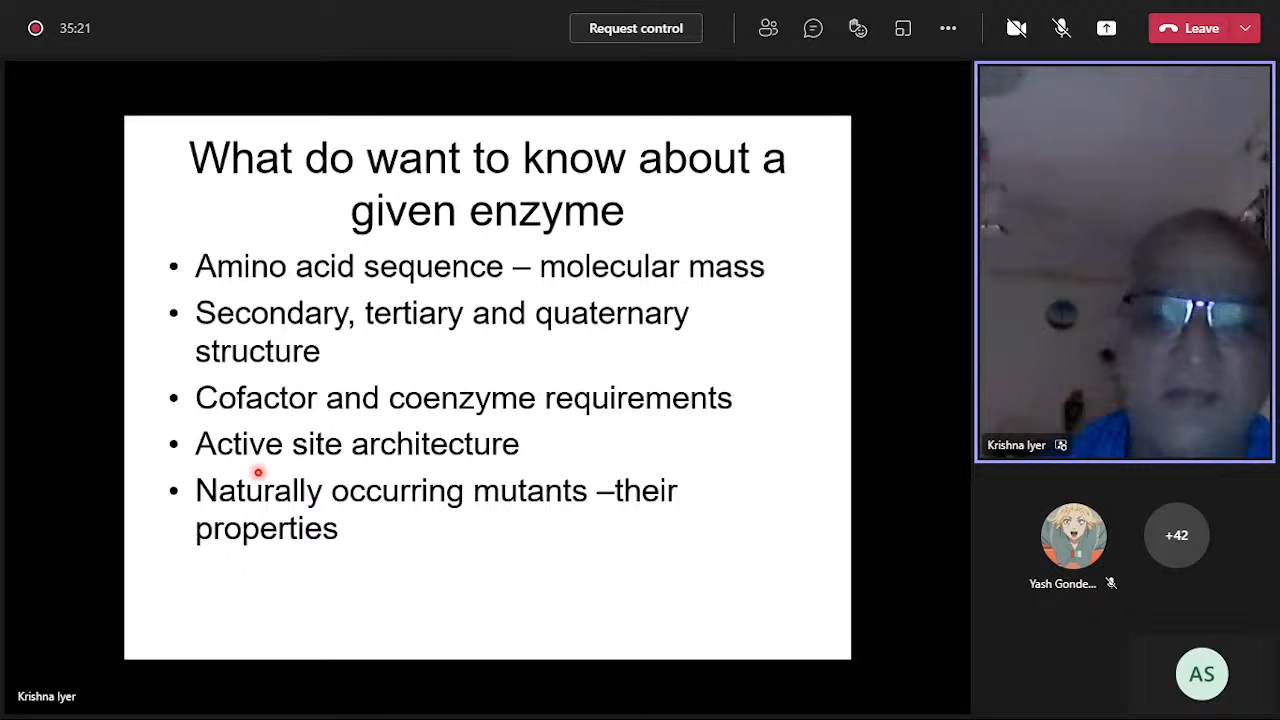 35:21
Request control
Leave
What do want to know about a
given enzyme
• Amino acid sequence – molecular mass
• Secondary, tertiary and quaternary
structure
• Cofactor and coenzyme requirements
• Active site architecture
• Naturally occurring mutants –their
properties
Krishna Iyer
Yash Gonde...
+42
AS
Krishna Iyer